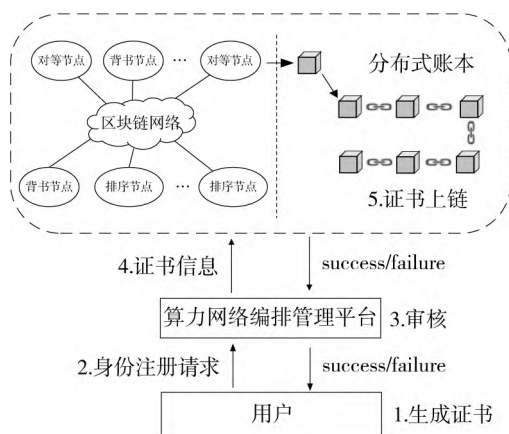 对等节点 背书节点 … 对等节点
分布式账本
区块链网络
背书节点 排序节点 … 排序节点
5.证书上链
4.证书信息 success/failure
算力网络编排管理平台 3.审核
2.身份注册请求 success/failure
用户 1.生成证书